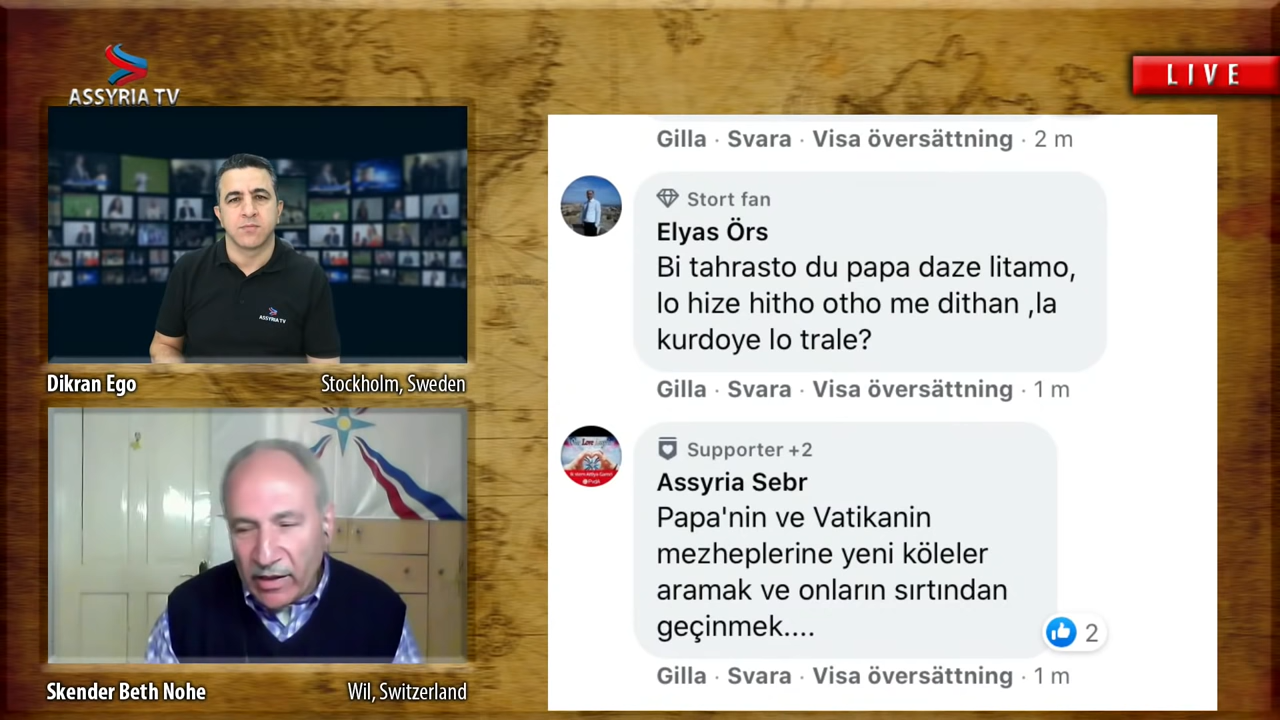 ASSYRIA TV
LIVE
ASSYRIA TV
Dikran Ego
Stockholm, Sweden
Skender Beth Nohe
Wil, Switzerland
Gilla · Svara · Visa översättning · 2 m
Stort fan
Elyas Örs
Bi tahrasto du papa daze litamo,
lo hize hitho otho me dithan ,la
kurdoye lo trale?
Gilla · Svara · Visa översättning · 1 m
Supporter +2
Assyria Sebr
Papa'nin ve Vatikanin
mezheplerine yeni köleler
aramak ve onların sırtından
geçinmek....
2
Gilla · Svara · Visa översättning · 1 m